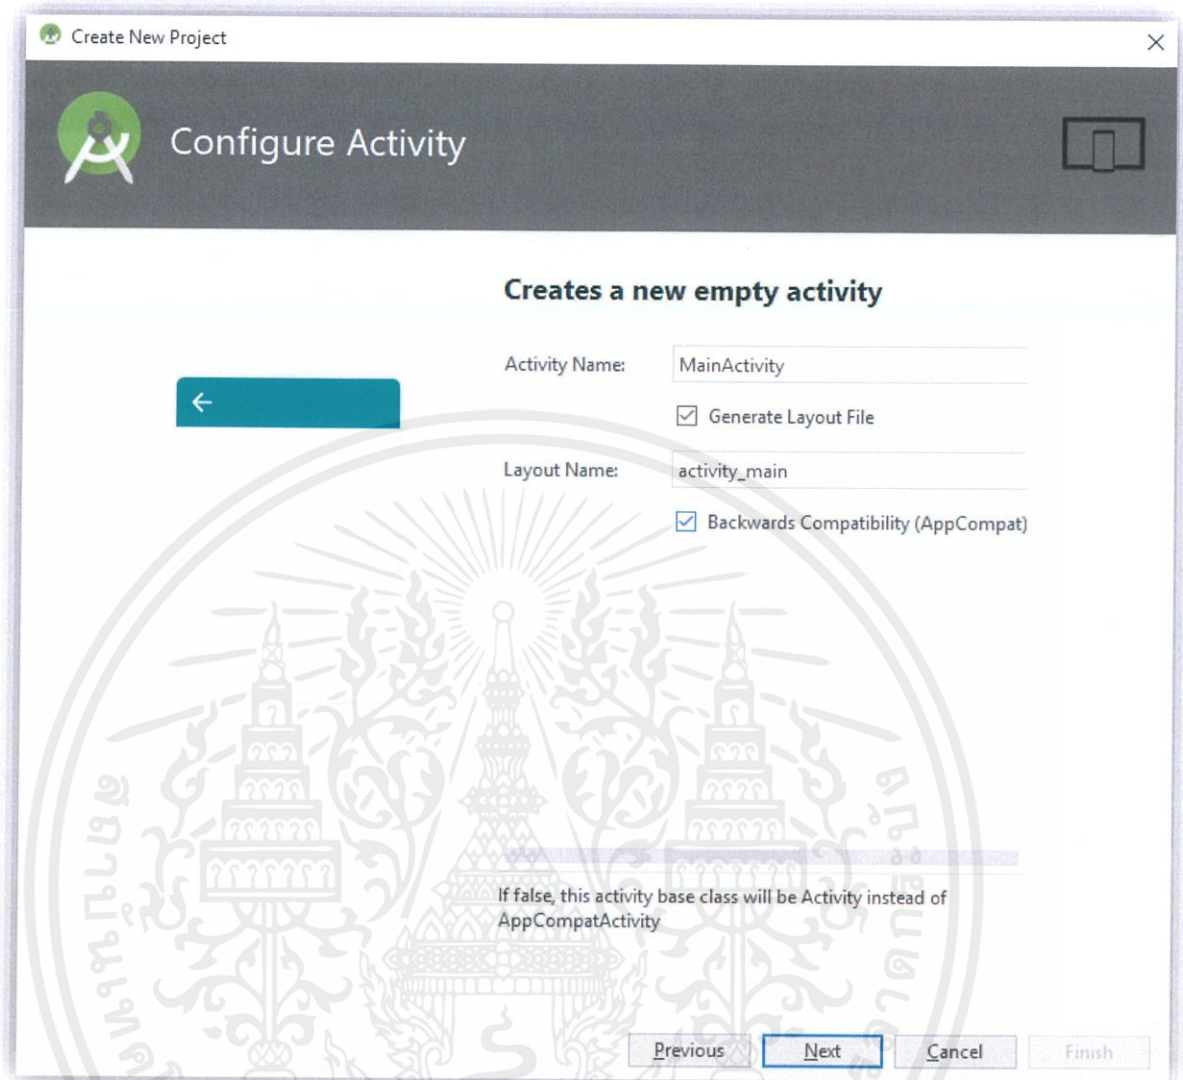 Create New Project
Configure Activity
Creates a new empty activity
Activity Name: MainActivity
Generate Layout File
Layout Name: activity_main
Backwards Compatibility (AppCompat)
If false, this activity base class will be Activity instead of
AppCompatActivity
Previous Next Cancel Finish